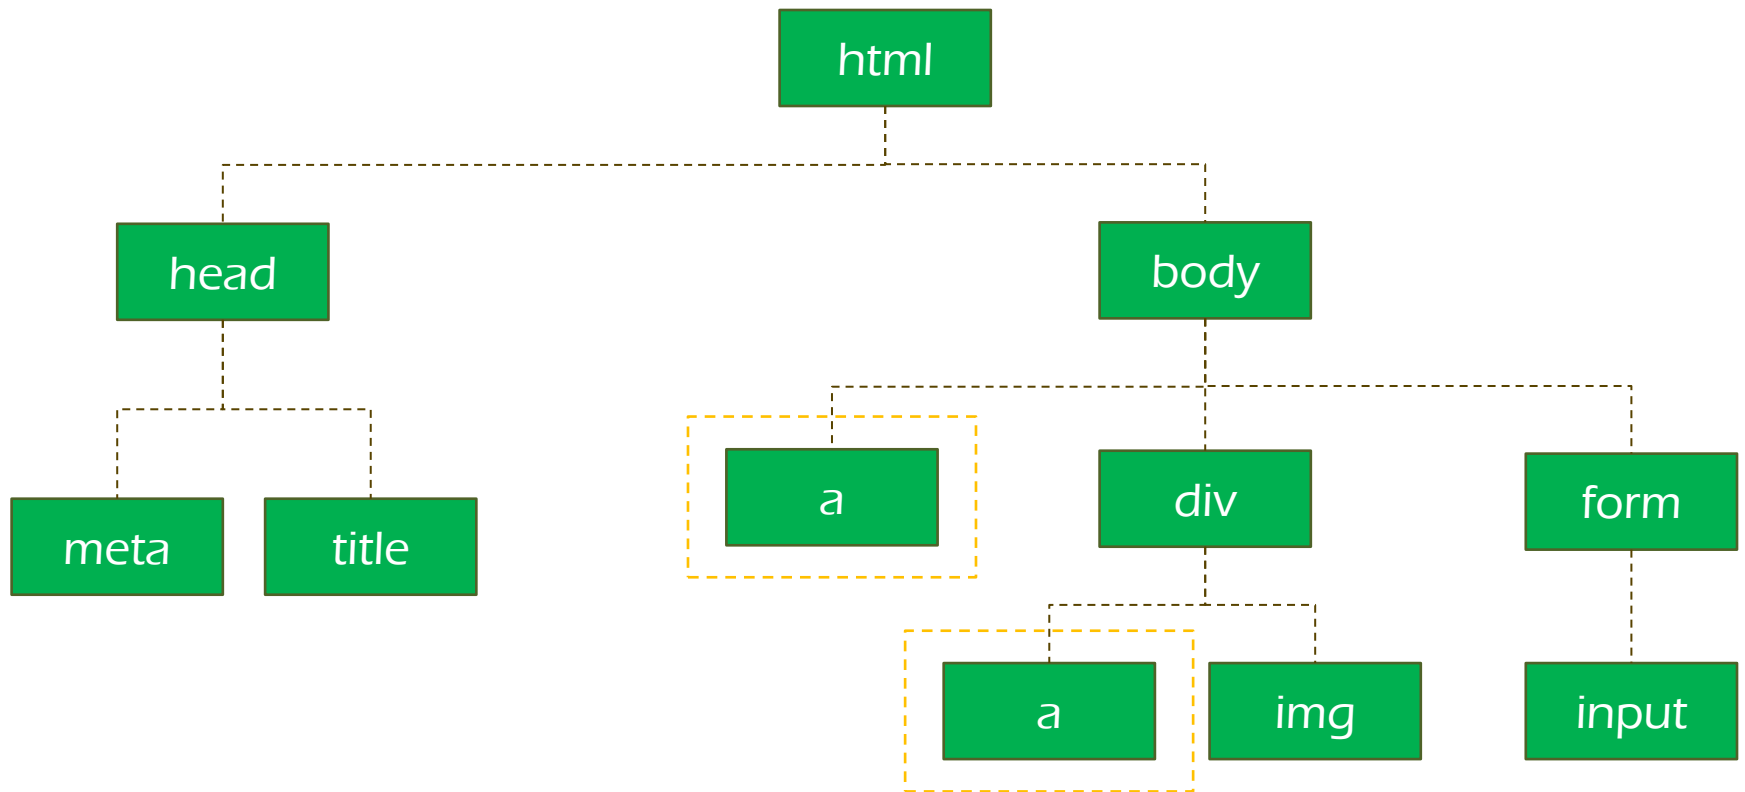 html
head
body
a
div
form
meta
title
a
img
input